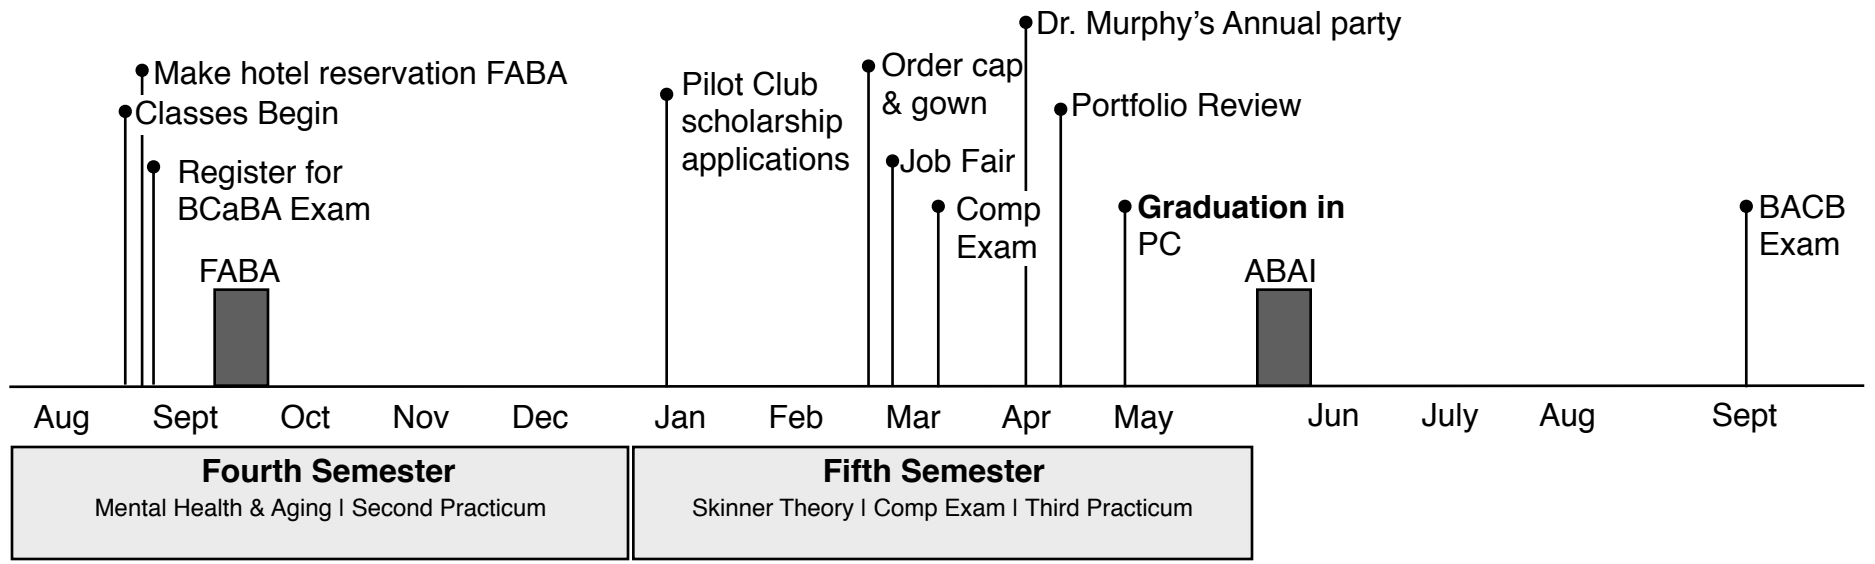 Dr. Murphy's Annual party
Make hotel reservation FABA
Classes Begin
Register for
BCaBA Exam
FABA
Pilot Club
scholarship
applications
Order cap
& gown
Job Fair
Comp
Exam
Portfolio Review
Graduation in
PC
ABAI
BACB
Exam
Aug Sept Oct Nov Dec Jan Feb Mar Apr May Jun July Aug Sept
Fourth Semester
Mental Health & Aging | Second Practicum
Fifth Semester
Skinner Theory | Comp Exam | Third Practicum